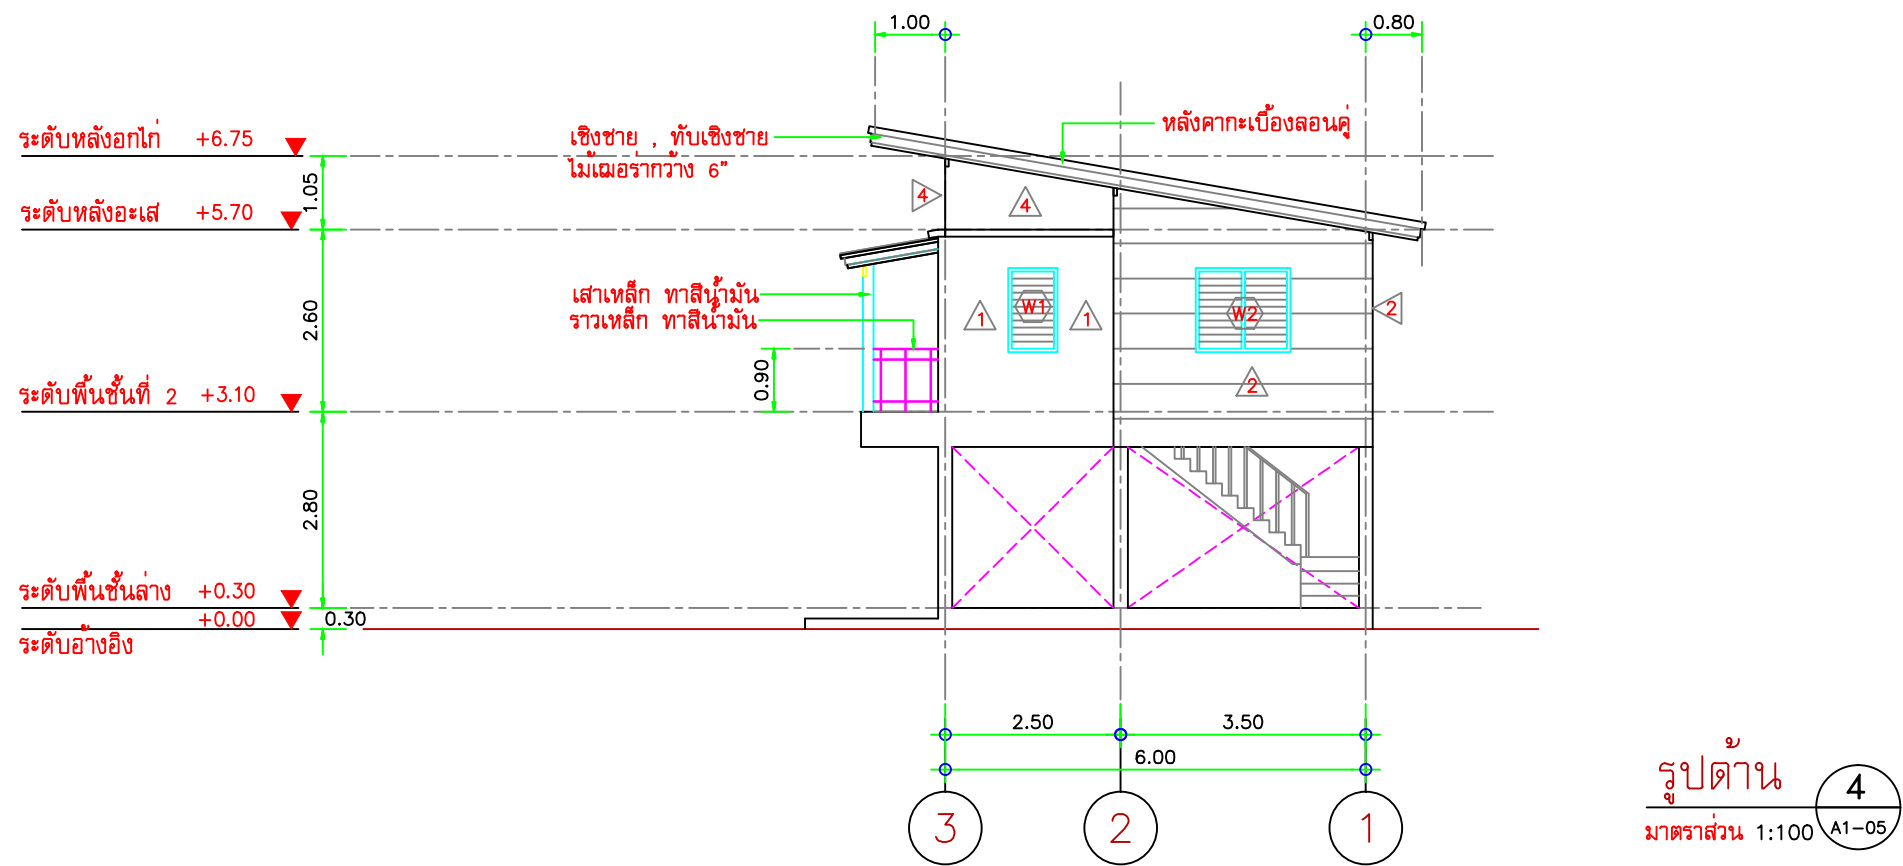 1.00
0.80
ระดับหลังอกไก่ +6.75
เชิงชาย , ทับเชิงชาย
ไม้เฌอร่ากว้าง 6"
หลังคากะเบื้องลอนคู่
1.05
4
4
ระดับหลังอะเส +5.70
2.60
เสาเหล็ก ทาสีน้ำมัน
ราวเหล็ก ทาสีน้ำมัน
1
W1
1
W2
2
0.90
2
ระดับพื้นชั้นที่ 2 +3.10
2.80
ระดับพื้นชั้นล่าง +0.30
+0.00
0.30
ระดับอ้างอิง
2.50
3.50
6.00
3
2
1
รูปด้าน
4
มาตราส่วน 1:100
A1-05